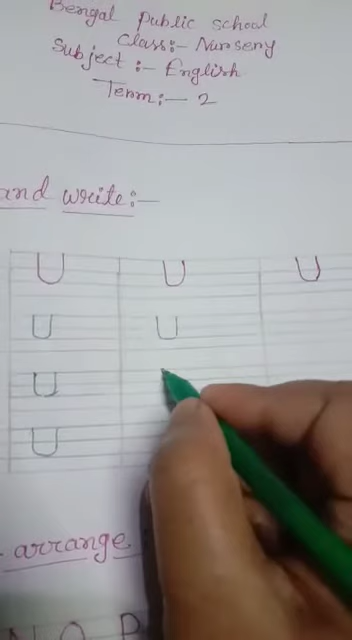 Bengal Public school
Class:- Nursery
Subject :- English
Term:- 2
and write:-
U U U
U U
U
U
arrange
N O P